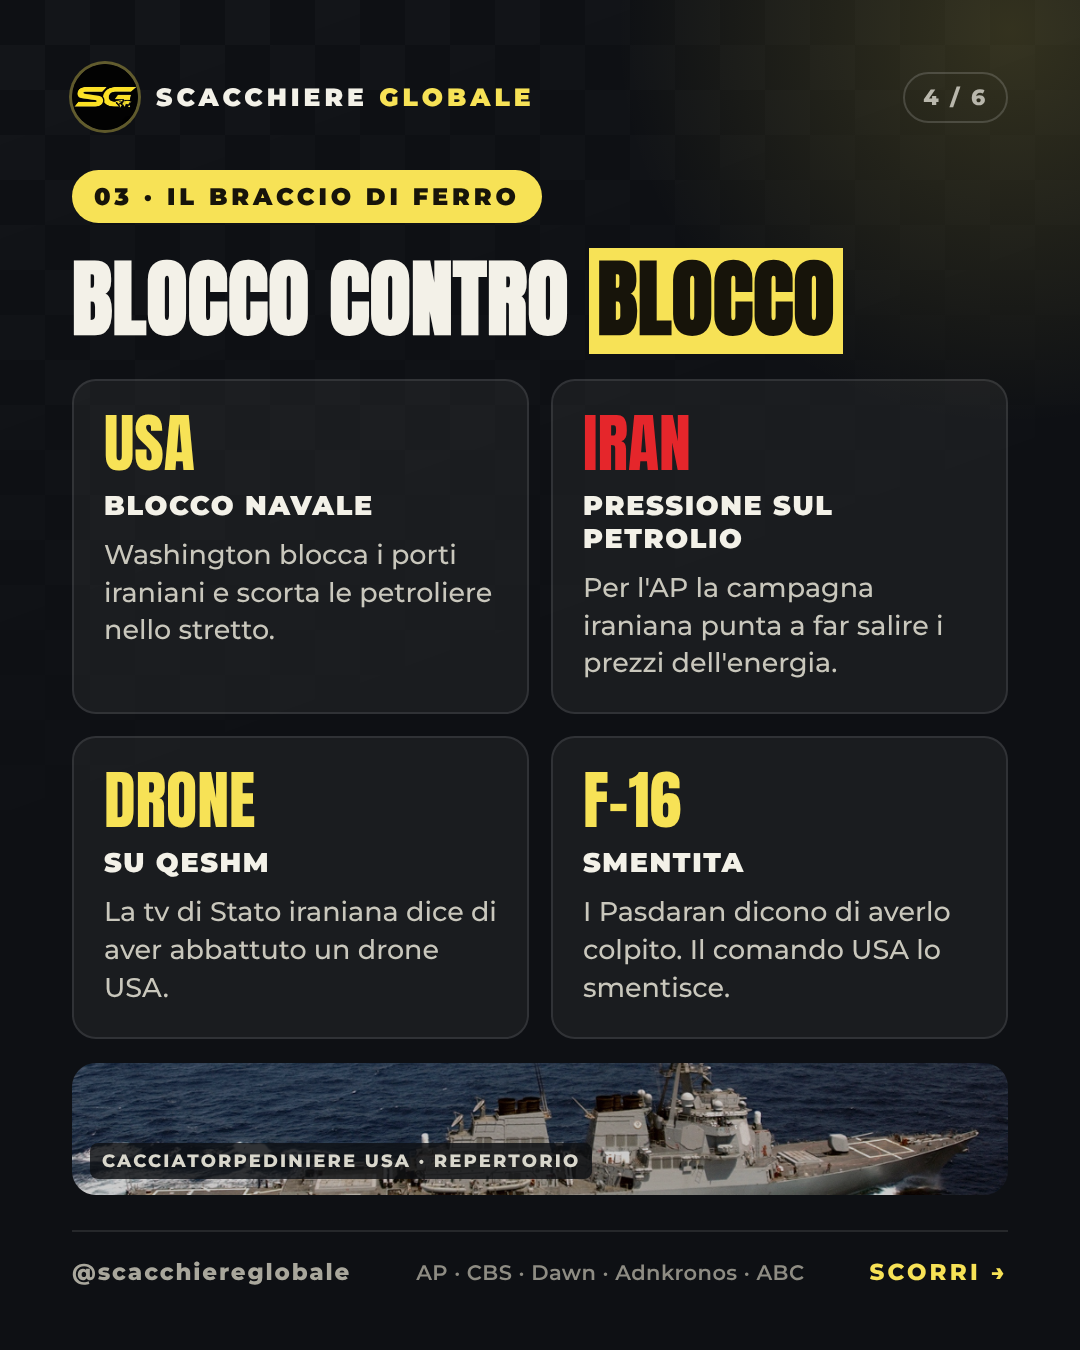 SG
SCACCHIERE GLOBALE
4 / 6
03 · IL BRACCIO DI FERRO
BLOCCO CONTRO BLOCCO
USA
BLOCCO NAVALE
Washington blocca i porti
iraniani e scorta le petroliere
nello stretto.
IRAN
PRESSIONE SUL
PETROLIO
Per l'AP la campagna
iraniana punta a far salire i
prezzi dell'energia.
DRONE
SU QESHM
La tv di Stato iraniana dice di
aver abbattuto un drone
USA.
F-16
SMENTITA
I Pasdaran dicono di averlo
colpito. Il comando USA lo
smentisce.
CACCIATORPEDINIERE USA · REPERTORIO
@scacchiereglobale
AP · CBS · Dawn · Adnkronos · ABC
SCORRI →